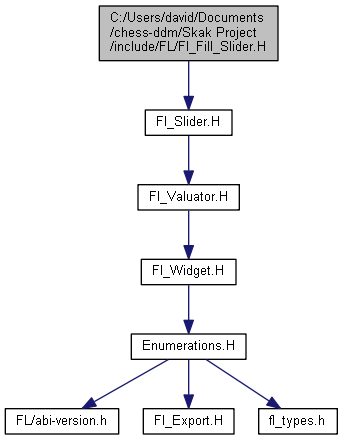 C:/Users/david/Documents
/chess-ddm/Skak Project
/include/FL/Fl_Fill_Slider.H
Fl_Slider.H
Fl_Valuator.H
Fl_Widget.H
Enumerations.H
FL/abi-version.h
Fl_Export.H
fl_types.h